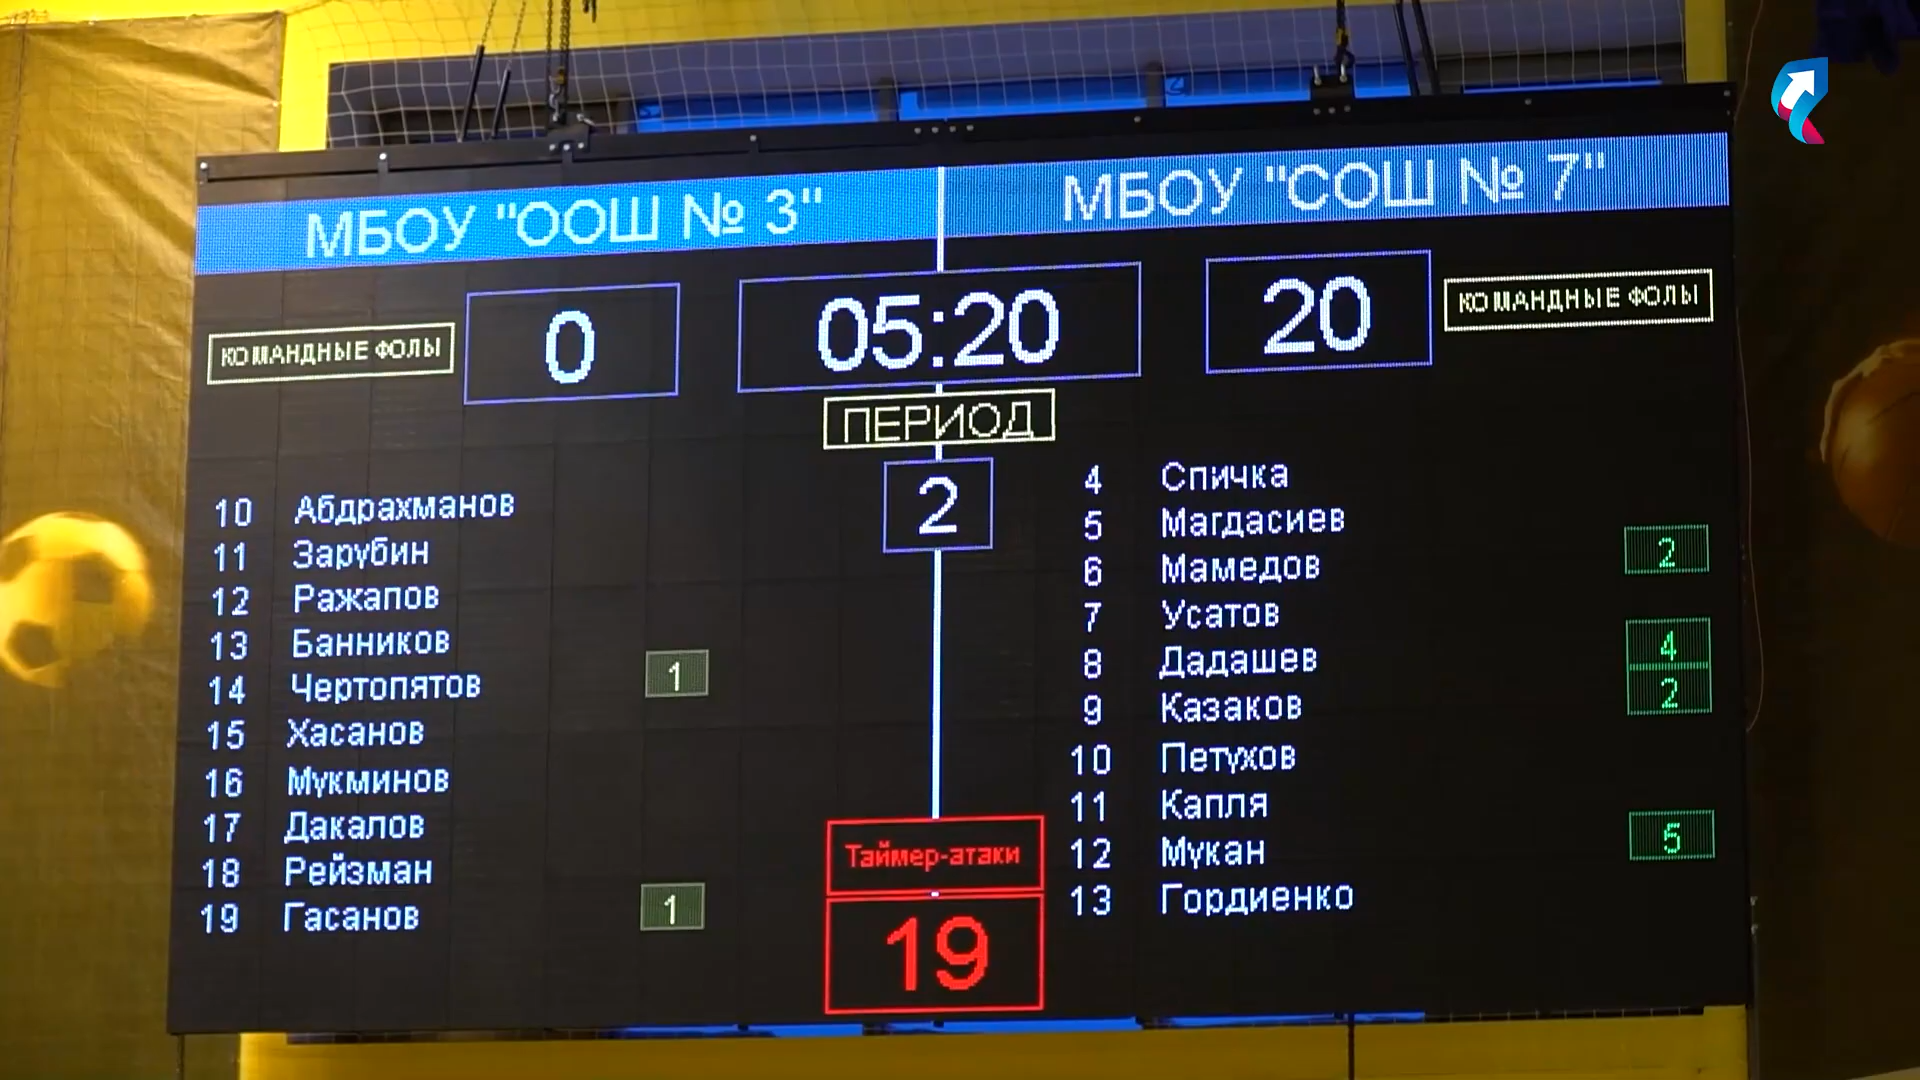 МБОУ "ООШ № 3"
МБОУ "СОШ № 7"
КОМАНДНЫЕ ФОЛЫ
0
05:20
20
КОМАНДНЫЕ ФОЛЫ
ПЕРИОД
2
10 Абдрахманов
11 Зарубин
12 Ражапов
13 Банников
14 Чертопятов 1
15 Хасанов
16 Мукминов
17 Дакалов
18 Рейзман
19 Гасанов 1
4 Спичка
5 Магдасиев
6 Мамедов 2
7 Усатов
8 Дадашев 4
9 Казаков 2
10 Петухов
11 Капля
12 Мукан 5
13 Гордиенко
Таймер-атаки
19